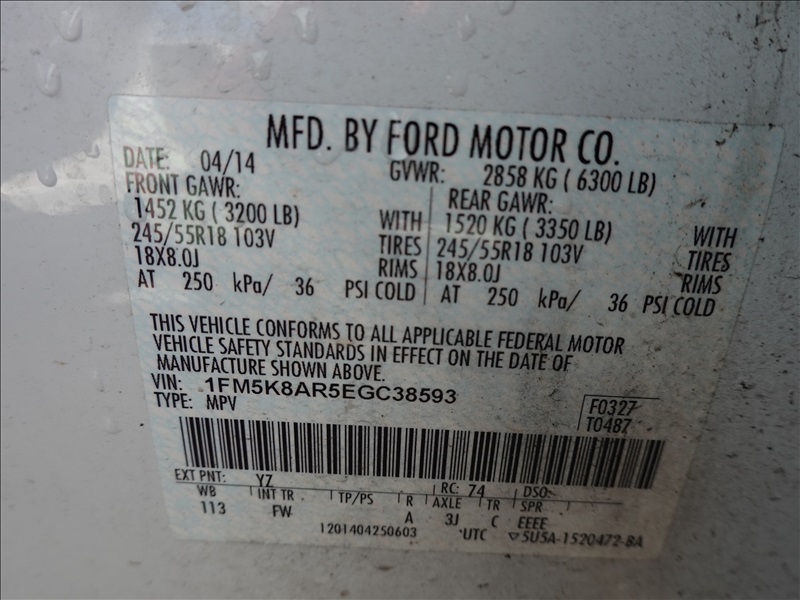 MFD. BY FORD MOTOR CO.
DATE: 04/14 GVWR: 2858 KG ( 6300 LB)
FRONT GAWR: REAR GAWR:
1452 KG ( 3200 LB) WITH 1520 KG ( 3350 LB) WITH
245/55R18 103V TIRES 245/55R18 103V TIRES
18X8.0J RIMS 18X8.0J RIMS
AT 250 kPa/ 36 PSI COLD AT 250 kPa/ 36 PSI COLD
THIS VEHICLE CONFORMS TO ALL APPLICABLE FEDERAL MOTOR
VEHICLE SAFETY STANDARDS IN EFFECT ON THE DATE OF
MANUFACTURE SHOWN ABOVE.
VIN: 1FM5K8AR5EGC38593
TYPE: MPV
F0327
T0487
EXT PNT: YZ RC: 74 DSO:
WB INT TR TP/PS R AXLE TR SPR
113 FW A 3J C EEEE
1201404250603 UTC ▽5U5A-1520472-BA